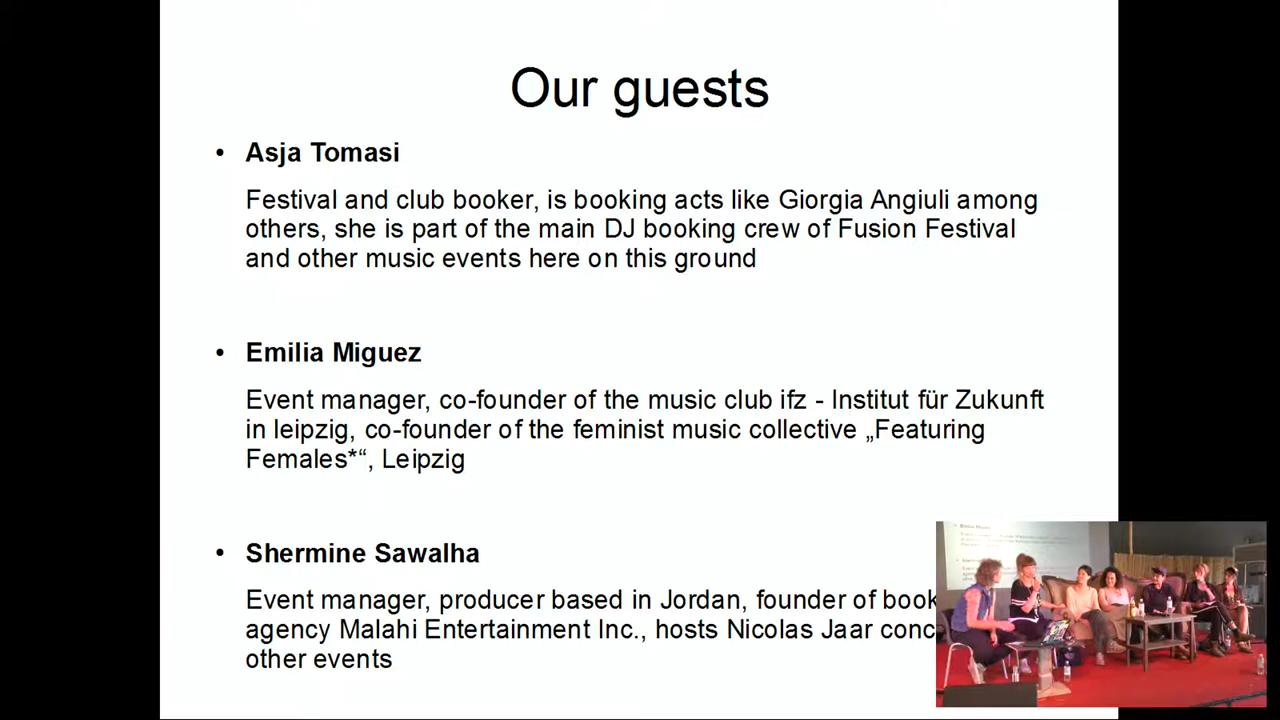 Our guests
• Asja Tomasi
Festival and club booker, is booking acts like Giorgia Angiuli among
others, she is part of the main DJ booking crew of Fusion Festival
and other music events here on this ground
• Emilia Miguez
Event manager, co-founder of the music club ifz - Institut für Zukunft
in leipzig, co-founder of the feminist music collective „Featuring
Females*“, Leipzig
• Shermine Sawalha
Event manager, producer based in Jordan, founder of book
agency Malahi Entertainment Inc., hosts Nicolas Jaar conc
other events